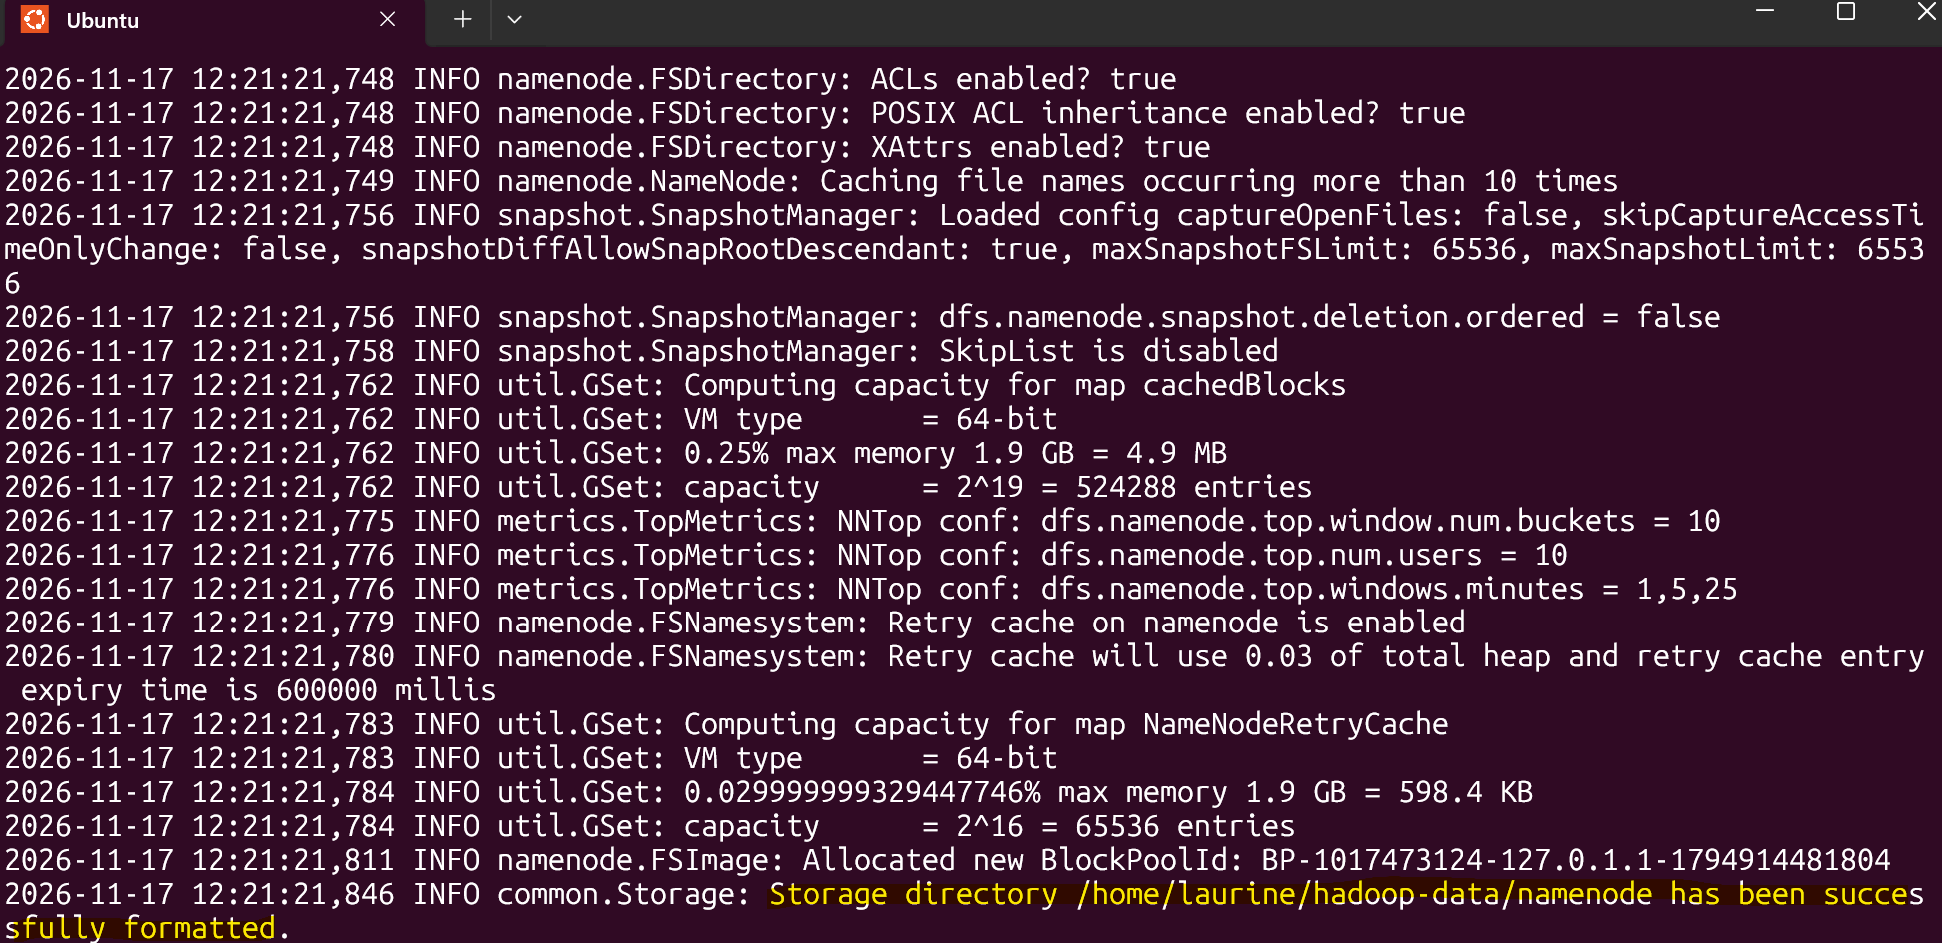 Ubuntu
2026-11-17 12:21:21,748 INFO namenode.FSDirectory: ACLs enabled? true
2026-11-17 12:21:21,748 INFO namenode.FSDirectory: POSIX ACL inheritance enabled? true
2026-11-17 12:21:21,748 INFO namenode.FSDirectory: XAttrs enabled? true
2026-11-17 12:21:21,749 INFO namenode.NameNode: Caching file names occurring more than 10 times
2026-11-17 12:21:21,756 INFO snapshot.SnapshotManager: Loaded config captureOpenFiles: false, skipCaptureAccessTi
meOnlyChange: false, snapshotDiffAllowSnapRootDescendant: true, maxSnapshotFSLimit: 65536, maxSnapshotLimit: 6553
6
2026-11-17 12:21:21,756 INFO snapshot.SnapshotManager: dfs.namenode.snapshot.deletion.ordered = false
2026-11-17 12:21:21,758 INFO snapshot.SnapshotManager: SkipList is disabled
2026-11-17 12:21:21,762 INFO util.GSet: Computing capacity for map cachedBlocks
2026-11-17 12:21:21,762 INFO util.GSet: VM type       = 64-bit
2026-11-17 12:21:21,762 INFO util.GSet: 0.25% max memory 1.9 GB = 4.9 MB
2026-11-17 12:21:21,762 INFO util.GSet: capacity      = 2^19 = 524288 entries
2026-11-17 12:21:21,775 INFO metrics.TopMetrics: NNTop conf: dfs.namenode.top.window.num.buckets = 10
2026-11-17 12:21:21,776 INFO metrics.TopMetrics: NNTop conf: dfs.namenode.top.num.users = 10
2026-11-17 12:21:21,776 INFO metrics.TopMetrics: NNTop conf: dfs.namenode.top.windows.minutes = 1,5,25
2026-11-17 12:21:21,779 INFO namenode.FSNamesystem: Retry cache on namenode is enabled
2026-11-17 12:21:21,780 INFO namenode.FSNamesystem: Retry cache will use 0.03 of total heap and retry cache entry
 expiry time is 600000 millis
2026-11-17 12:21:21,783 INFO util.GSet: Computing capacity for map NameNodeRetryCache
2026-11-17 12:21:21,783 INFO util.GSet: VM type       = 64-bit
2026-11-17 12:21:21,784 INFO util.GSet: 0.029999999329447746% max memory 1.9 GB = 598.4 KB
2026-11-17 12:21:21,784 INFO util.GSet: capacity      = 2^16 = 65536 entries
2026-11-17 12:21:21,811 INFO namenode.FSImage: Allocated new BlockPoolId: BP-1017473124-127.0.1.1-1794914481804
2026-11-17 12:21:21,846 INFO common.Storage: Storage directory /home/laurine/hadoop-data/namenode has been succes
sfully formatted.